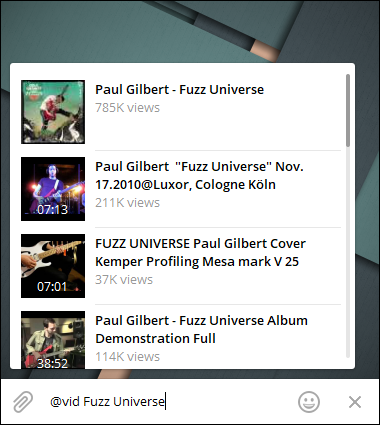 Paul Gilbert - Fuzz Universe
785K views
Paul Gilbert "Fuzz Universe" Nov.
17.2010@Luxor, Cologne Köln
211K views
07:13
FUZZ UNIVERSE Paul Gilbert Cover
Kemper Profiling Mesa mark V 25
37K views
07:01
Paul Gilbert - Fuzz Universe Album
Demonstration Full
114K views
38:52
@vid Fuzz Universe